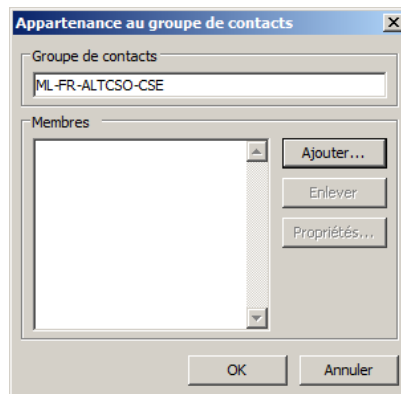 Appartenance au groupe de contacts
Groupe de contacts
ML-FR-ALTCSO-CSE
Membres
Ajouter...
Enlever
Propriétés...
OK
Annuler